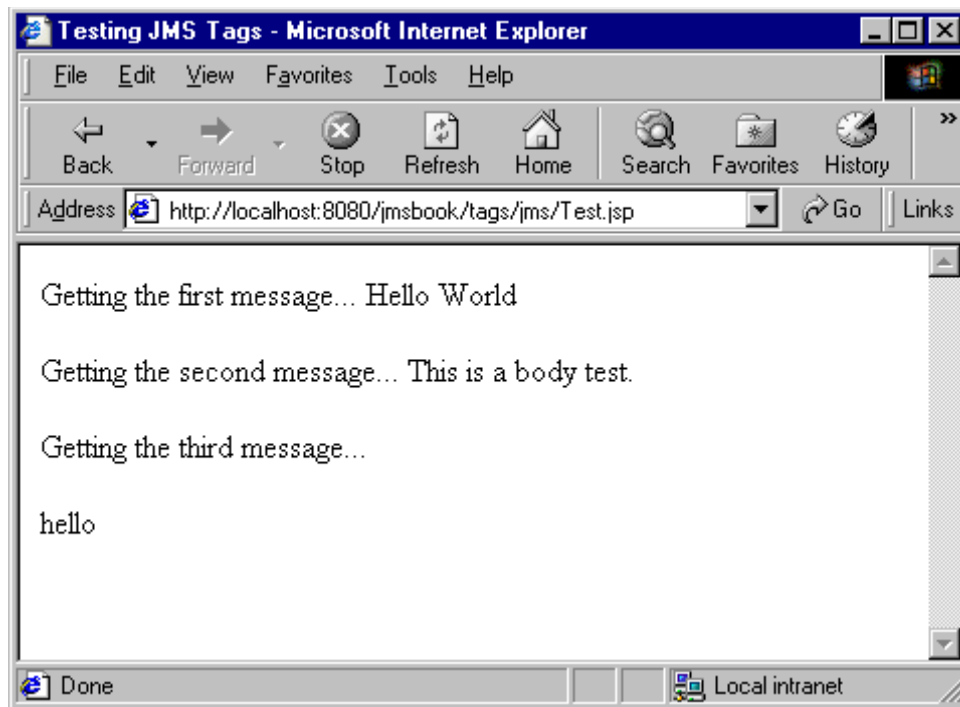 Testing JMS Tags - Microsoft Internet Explorer
File Edit View Favorites Tools Help
Back Forward Stop Refresh Home Search Favorites History »
Address http://localhost:8080/jmsbook/tags/jms/Test.jsp Go Links
Getting the first message... Hello World
Getting the second message... This is a body test.
Getting the third message...
hello
Done Local intranet